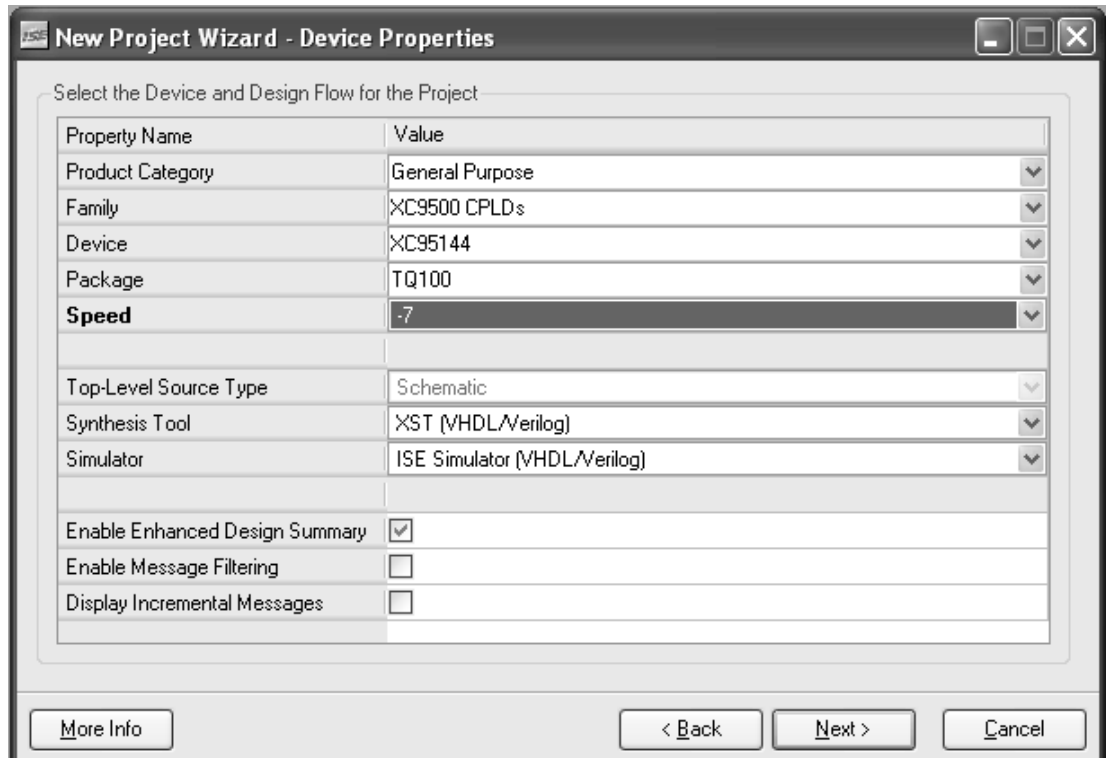 ISE New Project Wizard - Device Properties
Select the Device and Design Flow for the Project
Property Name Value
Product Category General Purpose
Family XC9500 CPLDs
Device XC95144
Package TQ100
Speed -7
Top-Level Source Type Schematic
Synthesis Tool XST (VHDL/Verilog)
Simulator ISE Simulator (VHDL/Verilog)
Enable Enhanced Design Summary
Enable Message Filtering
Display Incremental Messages
More Info < Back Next > Cancel